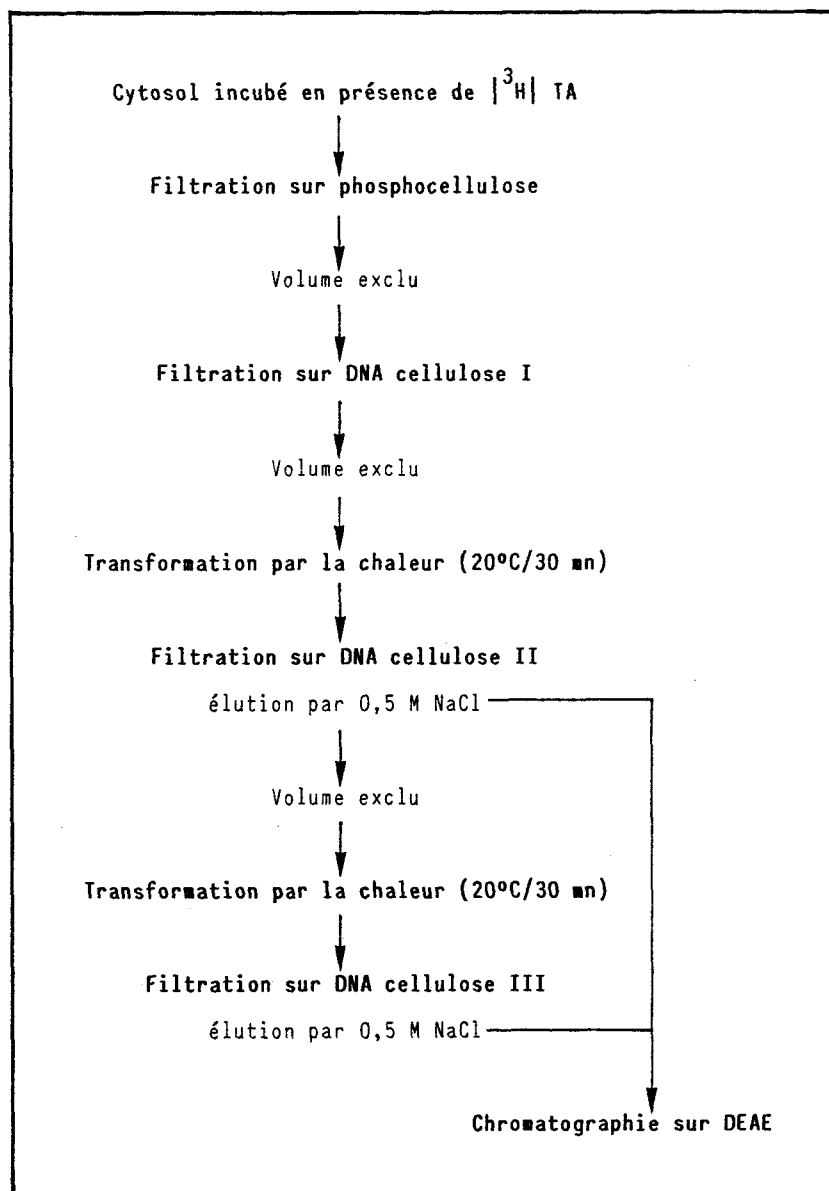 Cytosol incubé en présence de |³H| TA
Filtration sur phosphocellulose
Volume exclu
Filtration sur DNA cellulose I
Volume exclu
Transformation par la chaleur (20ºC/30 mn)
Filtration sur DNA cellulose II
élution par 0,5 M NaCl
Volume exclu
Transformation par la chaleur (20ºC/30 mn)
Filtration sur DNA cellulose III
élution par 0,5 M NaCl
Chromatographie sur DEAE